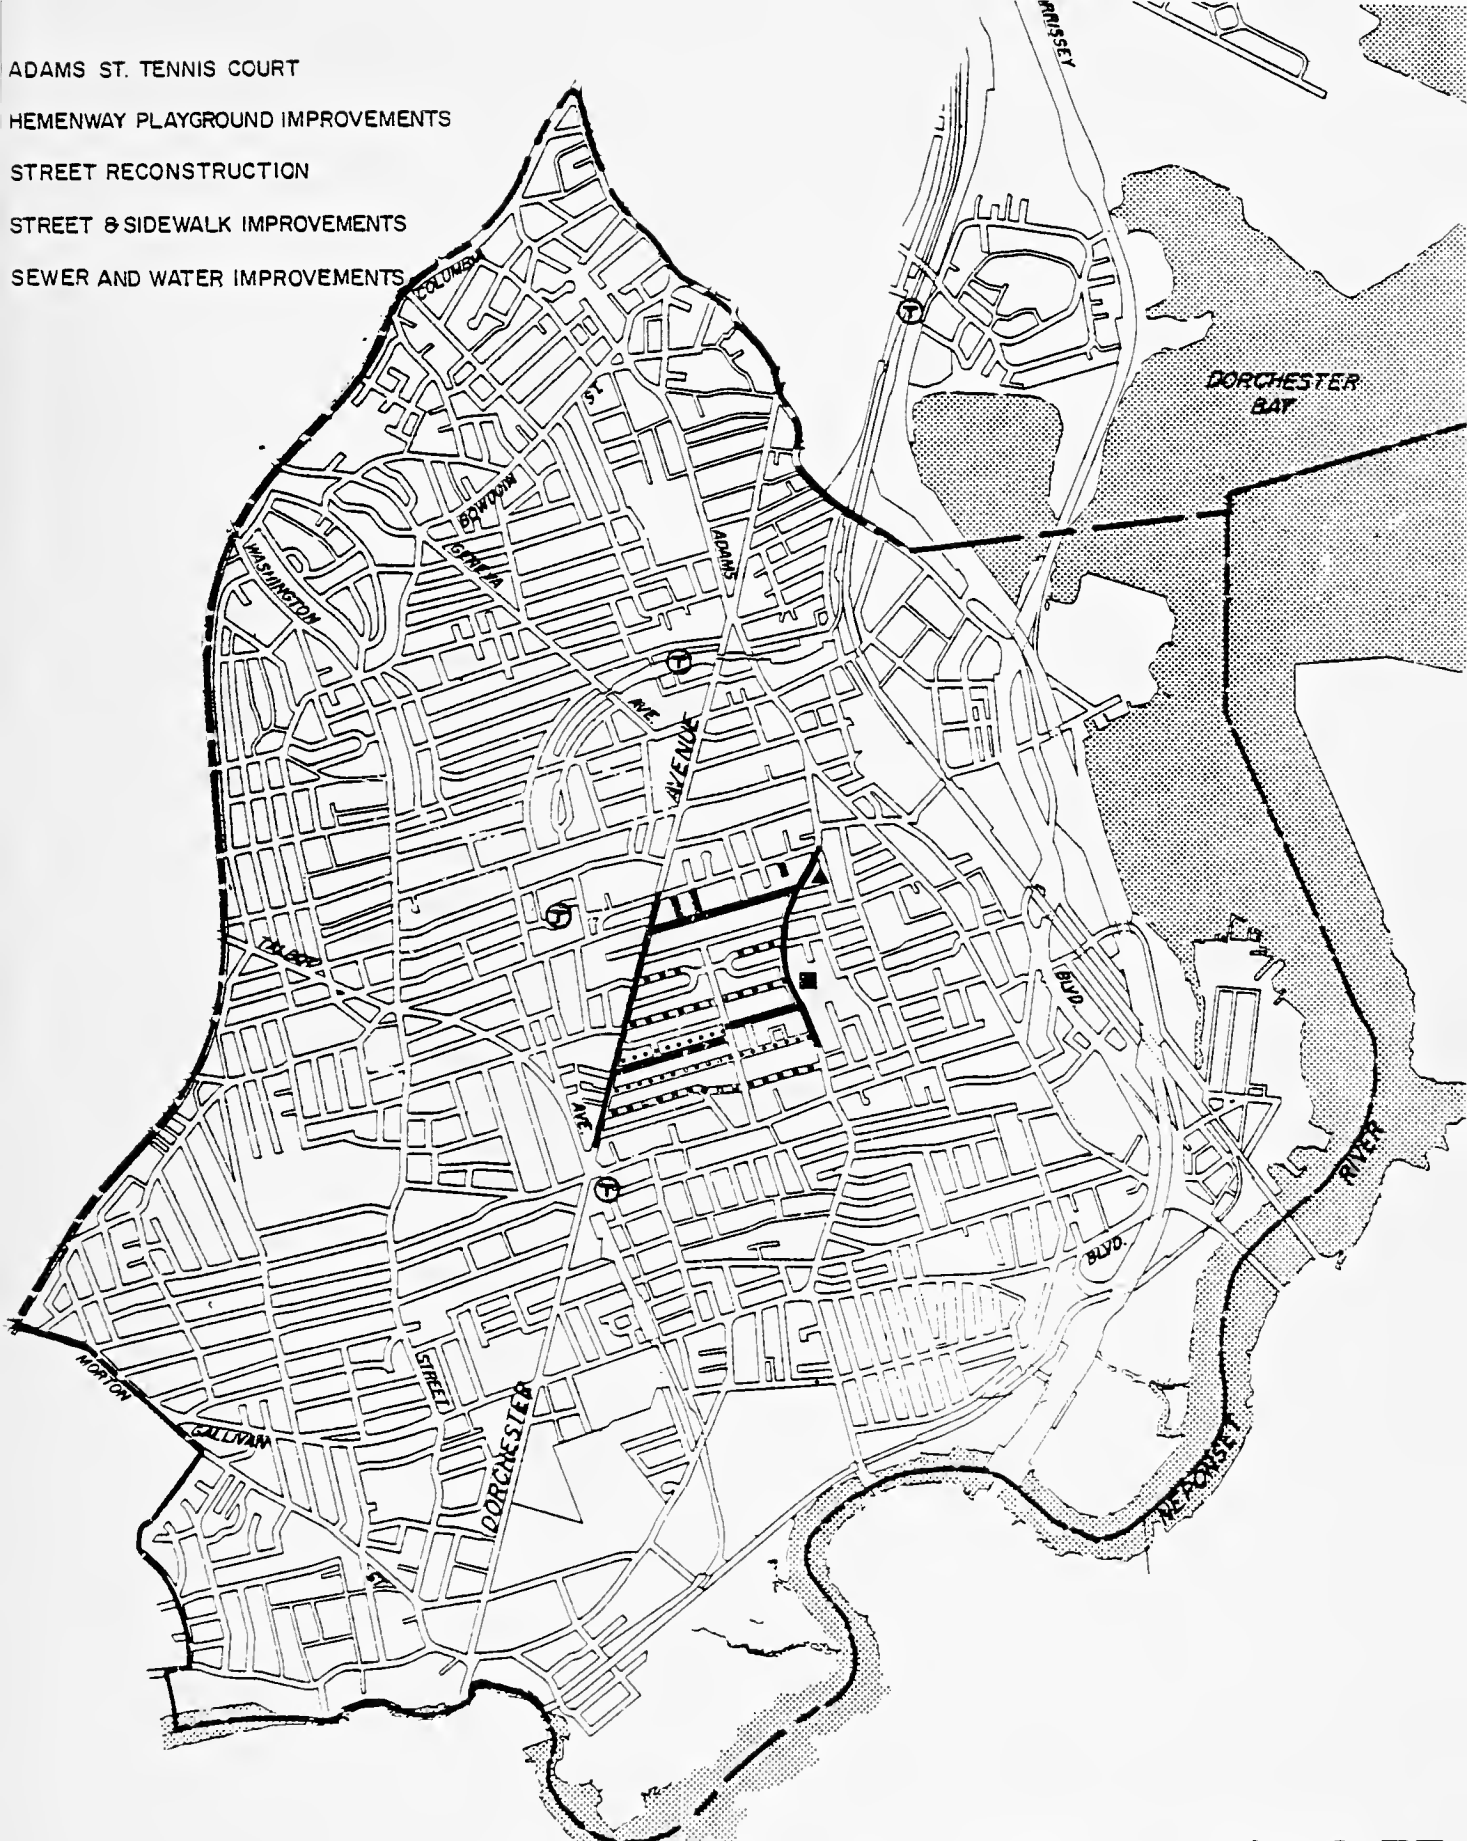 ADAMS ST. TENNIS COURT
HEMENWAY PLAYGROUND IMPROVEMENTS
STREET RECONSTRUCTION
STREET & SIDEWALK IMPROVEMENTS
SEWER AND WATER IMPROVEMENTS
RRISSEY
COLUMBIA
T
DORCHESTER
BAY
ST.
BOWDOIN
GENEVA
ADAMS
WASHINGTON
T
AVE.
AVENUE
T
TALBOT
BLVD.
AVE.
RIVER
T
BLVD.
MORTON
STREET
GALLIVAN
DORCHESTER
NEPONSET
ST.